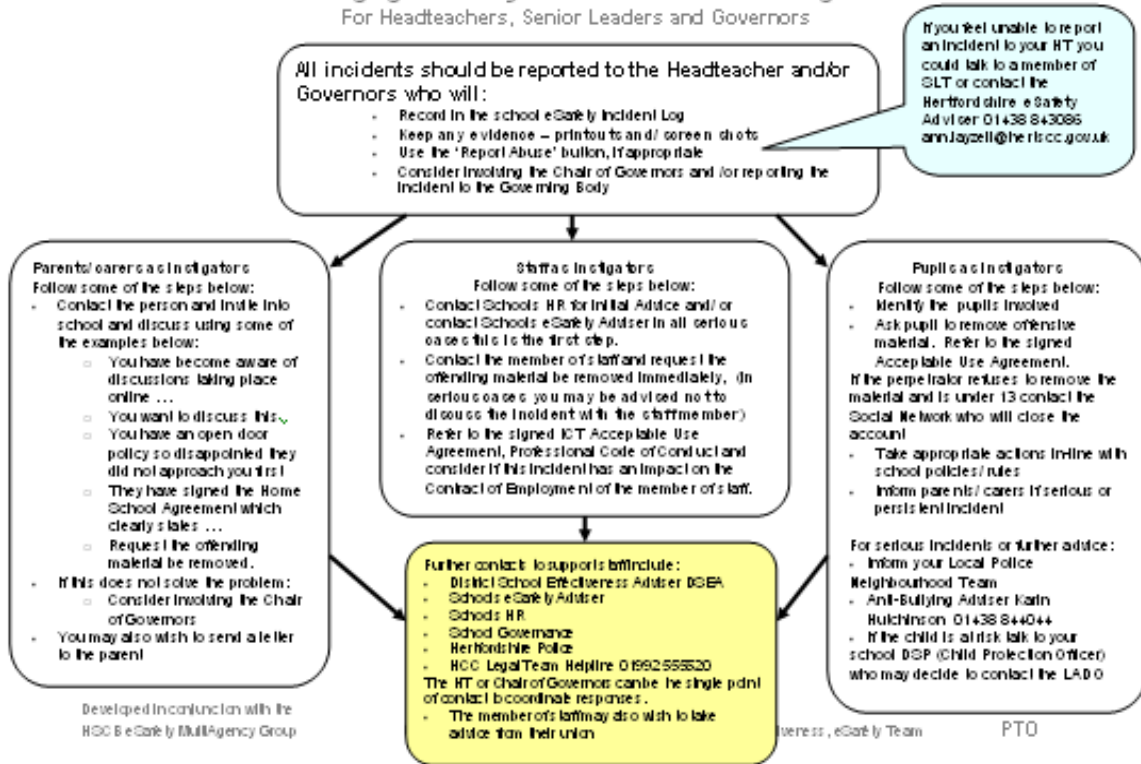 For Headteachers, Senior Leaders and Governors
If you feel unable to report
an incident to your HT you
could talk to a member of
SLT or contact the
Hertfordshire eSafety
Adviser 01438 843086
ann.layzell@hertscc.gov.uk
All incidents should be reported to the Headteacher and/or
Governors who will:
- Record in the school eSafety Incident Log
- Keep any evidence – printouts and/ screen shots
- Use the 'Report Abuse' button, if appropriate
- Consider involving the Chair of Governors and /or reporting the
incident to the Governing Body
Parents/ carers as instigators
Follow some of the steps below:
- Contact the person and invite into
school and discuss using some of
the examples below:
□ You have become aware of
discussions taking place
online ...
□ You want to discuss this
□ You have an open door
policy so disappointed they
did not approach you first
□ They have signed the Home
School Agreement which
clearly states ...
□ Request the offending
material be removed.
- If this does not solve the problem:
□ Consider involving the Chair
of Governors
- You may also wish to send a letter
to the parent
Staff as instigators
Follow some of the steps below:
- Contact Schools HR for initial Advice and/ or
contact Schools eSafety Adviser in all serious
cases this is the first step.
- Contact the member of staff and request the
offending material be removed immediately, (in
serious cases you may be advised not to
discuss the incident with the staff member)
- Refer to the signed ICT Acceptable Use
Agreement, Professional Code of Conduct and
consider if this incident has an impact on the
Contract of Employment of the member of staff.
Pupils as instigators
Follow some of the steps below:
- Identify the pupils involved
- Ask pupil to remove offensive
material. Refer to the signed
Acceptable Use Agreement.
If the perpetrator refuses to remove the
material and is under 13 contact the
Social Network who will close the
account
- Take appropriate actions in-line with
school policies/ rules
- Inform parents/ carers if serious or
persistent incident
For serious incidents or further advice:
- Inform your Local Police
Neighbourhood Team
- Anti-Bullying Adviser Karin
Hutchinson 01438 844044
- If the child is at risk talk to your
school DSP (Child Protection Officer)
who may decide to contact the LADO
Further contacts to support staff include:
- District School Effectiveness Adviser DSEA
- Schools eSafety Adviser
- Schools HR
- School Governance
- Hertfordshire Police
- HCC Legal Team Helpline 01992 555520
The HT or Chair of Governors can be the single point
of contact to coordinate responses.
- The member of staff may also wish to take
advice from their union
Developed in conjunction with the
HSCB eSafety MultiAgency Group
, eSafety Team
PTO